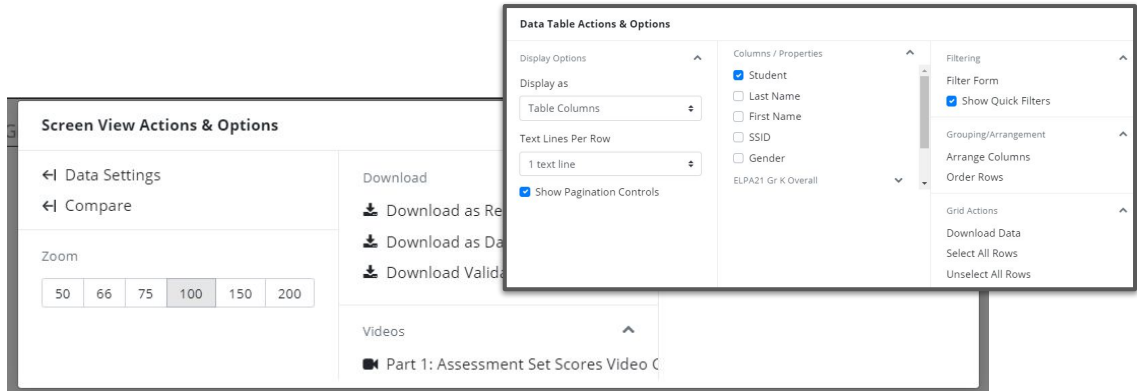 Data Table Actions & Options
Display Options
Display as
Table Columns
Text Lines Per Row
1 text line
Show Pagination Controls
Columns / Properties
Student
Last Name
First Name
SSID
Gender
ELPA21 Gr K Overall
Filtering
Filter Form
Show Quick Filters
Grouping/Arrangement
Arrange Columns
Order Rows
Grid Actions
Download Data
Select All Rows
Unselect All Rows
Screen View Actions & Options
Data Settings
Compare
Zoom
50 66 75 100 150 200
Download
Download as Re
Download as Da
Download Valida
Videos
Part 1: Assessment Set Scores Video